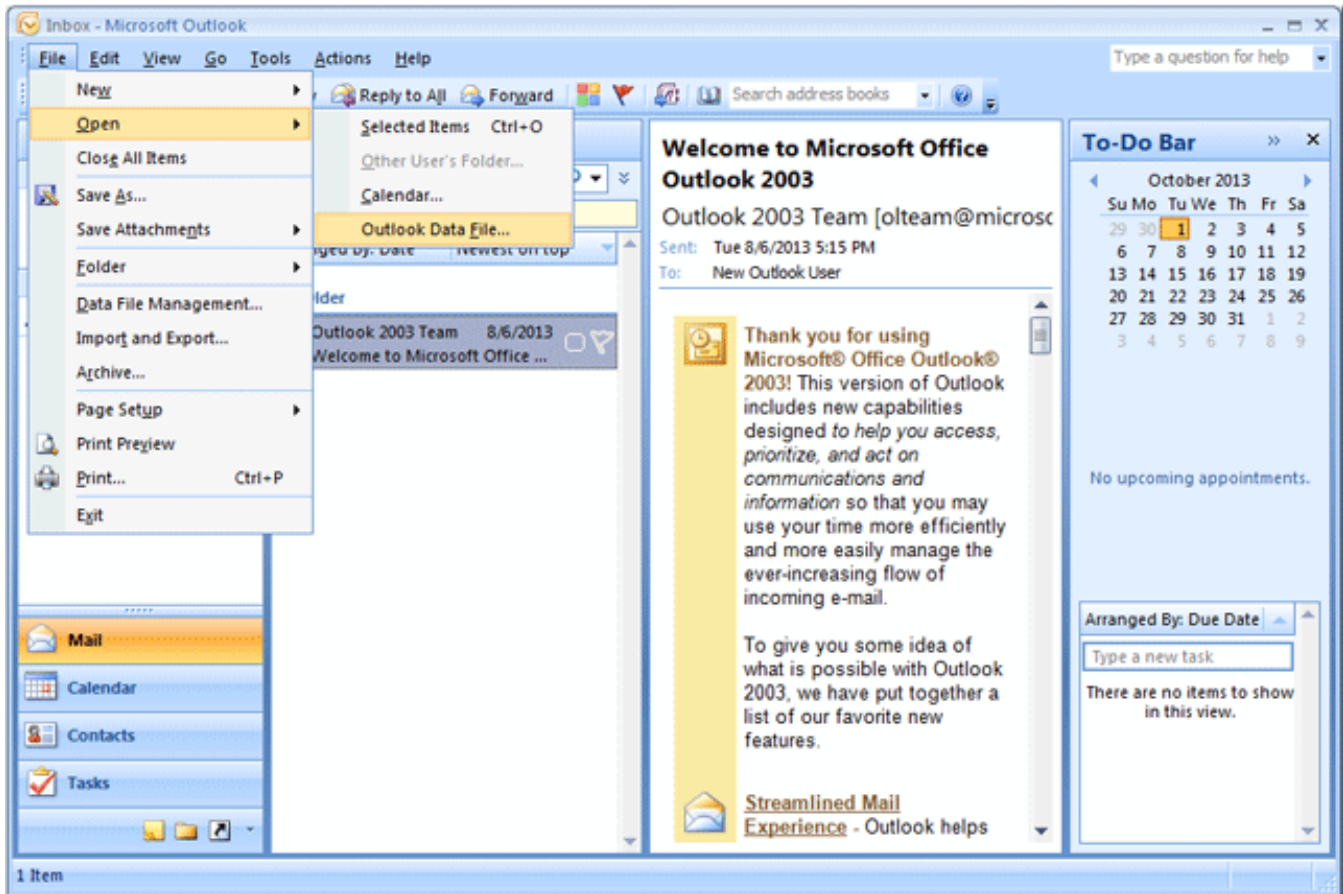 Inbox - Microsoft Outlook
File Edit View Go Tools Actions Help
Type a question for help
Reply to All Forward Search address books
New
Open
Close All Items
Save As...
Save Attachments
Folder
Data File Management...
Import and Export...
Archive...
Page Setup
Print Preview
Print... Ctrl+P
Exit
Selected Items Ctrl+O
Other User's Folder...
Calendar...
Outlook Data File...
Date Newest on top
Outlook 2003 Team 8/6/2013
Welcome to Microsoft Office ...
Mail
Calendar
Contacts
Tasks
Welcome to Microsoft Office
Outlook 2003
Outlook 2003 Team [olteam@microsc
Sent: Tue 8/6/2013 5:15 PM
To: New Outlook User
Thank you for using
Microsoft® Office Outlook®
2003! This version of Outlook
includes new capabilities
designed to help you access,
prioritize, and act on
communications and
information so that you may
use your time more efficiently
and more easily manage the
ever-increasing flow of
incoming e-mail.
To give you some idea of
what is possible with Outlook
2003, we have put together a
list of our favorite new
features.
Streamlined Mail
Experience - Outlook helps
To-Do Bar
October 2013
Su Mo Tu We Th Fr Sa
29 30 1 2 3 4 5
6 7 8 9 10 11 12
13 14 15 16 17 18 19
20 21 22 23 24 25 26
27 28 29 30 31 1 2
3 4 5 6 7 8 9
No upcoming appointments.
Arranged By: Due Date
Type a new task
There are no items to show
in this view.
1 Item